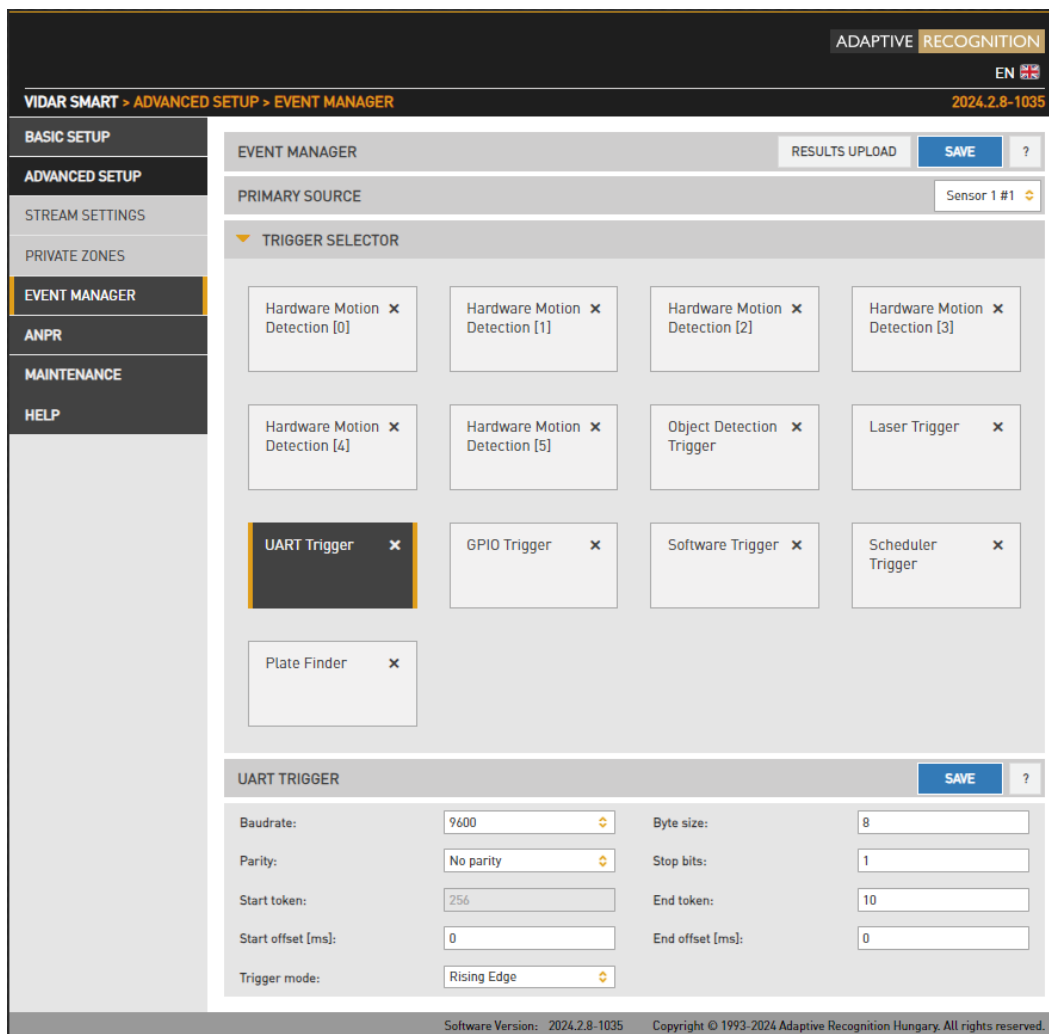 ADAPTIVE RECOGNITION
EN
VIDAR SMART > ADVANCED SETUP > EVENT MANAGER
2024.2.8-1035
BASIC SETUP
ADVANCED SETUP
STREAM SETTINGS
PRIVATE ZONES
EVENT MANAGER
ANPR
MAINTENANCE
HELP
EVENT MANAGER
RESULTS UPLOAD
SAVE
?
PRIMARY SOURCE
Sensor 1 #1
TRIGGER SELECTOR
Hardware Motion
Detection [0]
Hardware Motion
Detection [1]
Hardware Motion
Detection [2]
Hardware Motion
Detection [3]
Hardware Motion
Detection [4]
Hardware Motion
Detection [5]
Object Detection
Trigger
Laser Trigger
UART Trigger
GPIO Trigger
Software Trigger
Scheduler
Trigger
Plate Finder
UART TRIGGER
SAVE
?
Baudrate:
9600
Byte size:
8
Parity:
No parity
Stop bits:
1
Start token:
256
End token:
10
Start offset [ms]:
0
End offset [ms]:
0
Trigger mode:
Rising Edge
Software Version: 2024.2.8-1035
Copyright © 1993-2024 Adaptive Recognition Hungary. All rights reserved.